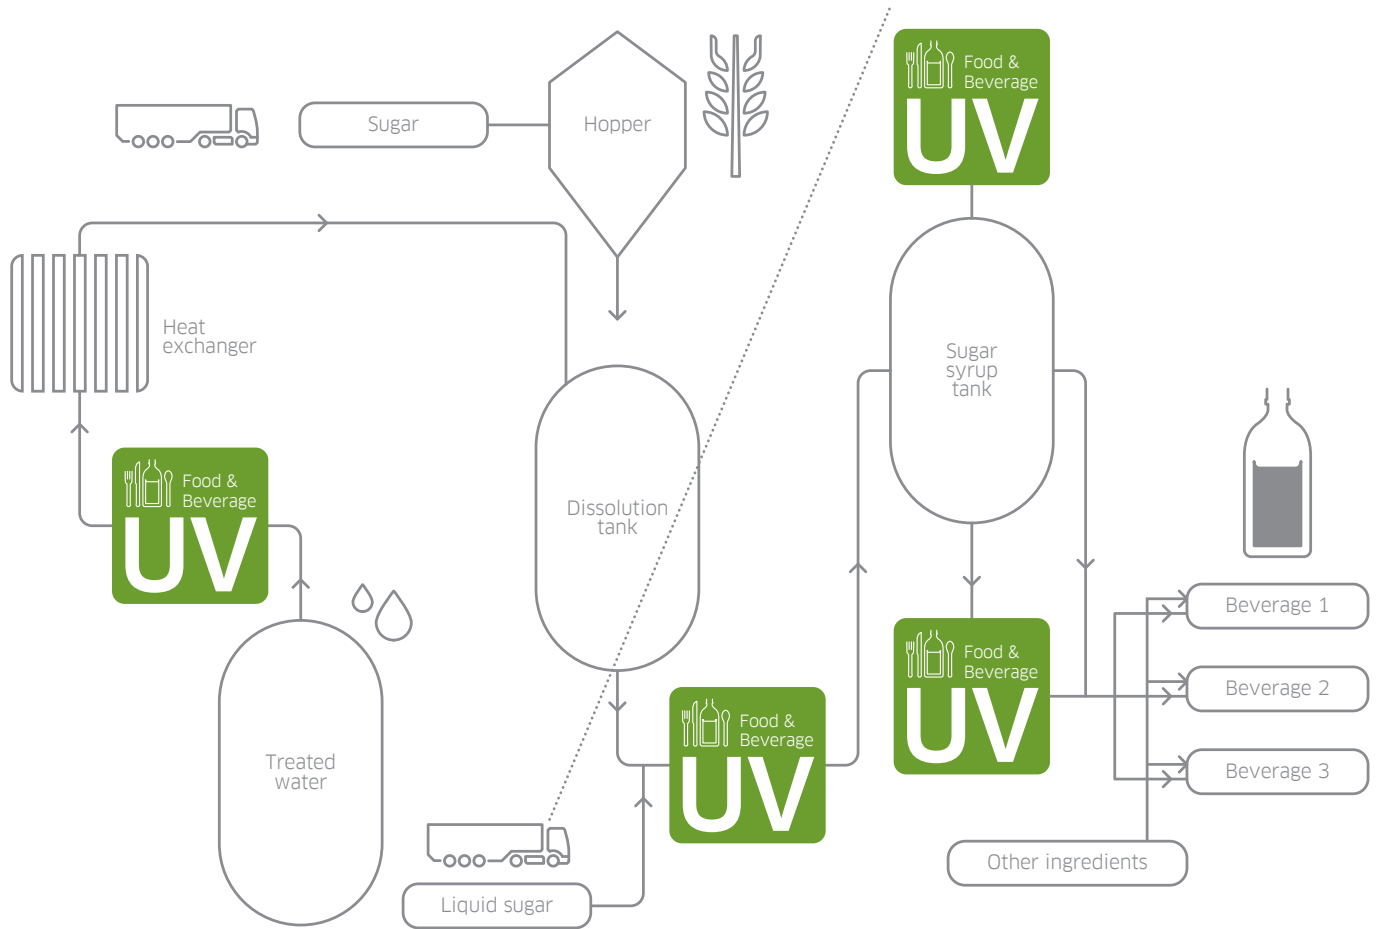 Food &
Beverage
UV
Sugar
Hopper
Heat
exchanger
Sugar
syrup
tank
Food &
Beverage
UV
Dissolution
tank
Beverage 1
Food &
Beverage
UV
Beverage 2
Food &
Beverage
UV
Treated
water
Beverage 3
Other ingredients
Liquid sugar